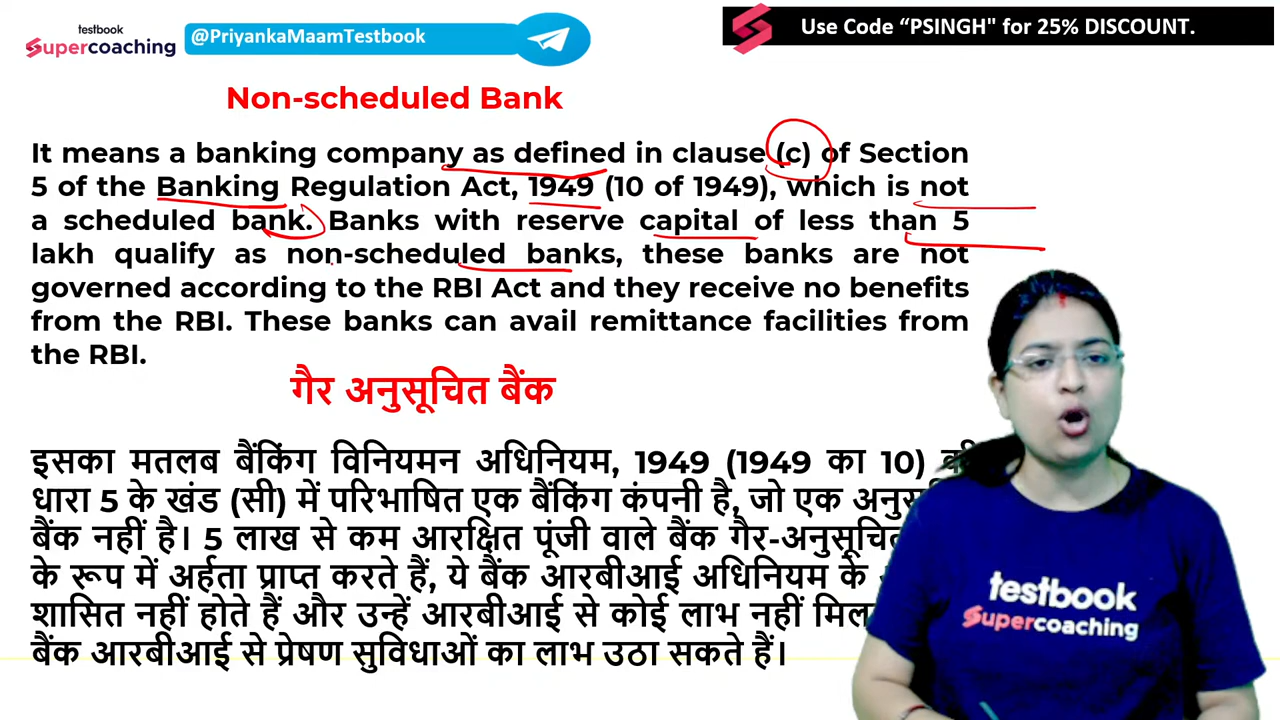 testbook
Supercoaching
@PriyankaMaamTestbook
Use Code “PSINGH" for 25% DISCOUNT.
Non-scheduled Bank
It means a banking company as defined in clause (c) of Section
5 of the Banking Regulation Act, 1949 (10 of 1949), which is not
a scheduled bank. Banks with reserve capital of less than 5
lakh qualify as non-scheduled banks, these banks are not
governed according to the RBI Act and they receive no benefits
from the RBI. These banks can avail remittance facilities from
the RBI.
गैर अनुसूचित बैंक
इसका मतलब बैंकिंग विनियमन अधिनियम, 1949 (1949 का 10)
धारा 5 के खंड (सी) में परिभाषित एक बैंकिंग कंपनी है, जो एक
बैंक नहीं है। 5 लाख से कम आरक्षित पूंजी वाले बैंक गैर-अनुसूचित
के रूप में अर्हता प्राप्त करते हैं, ये बैंक आरबीआई अधिनियम के
शासित नहीं होते हैं और उन्हें आरबीआई से कोई लाभ नहीं
बैंक आरबीआई से प्रेषण सुविधाओं का लाभ उठा सकते हैं।
testbook
Supercoaching